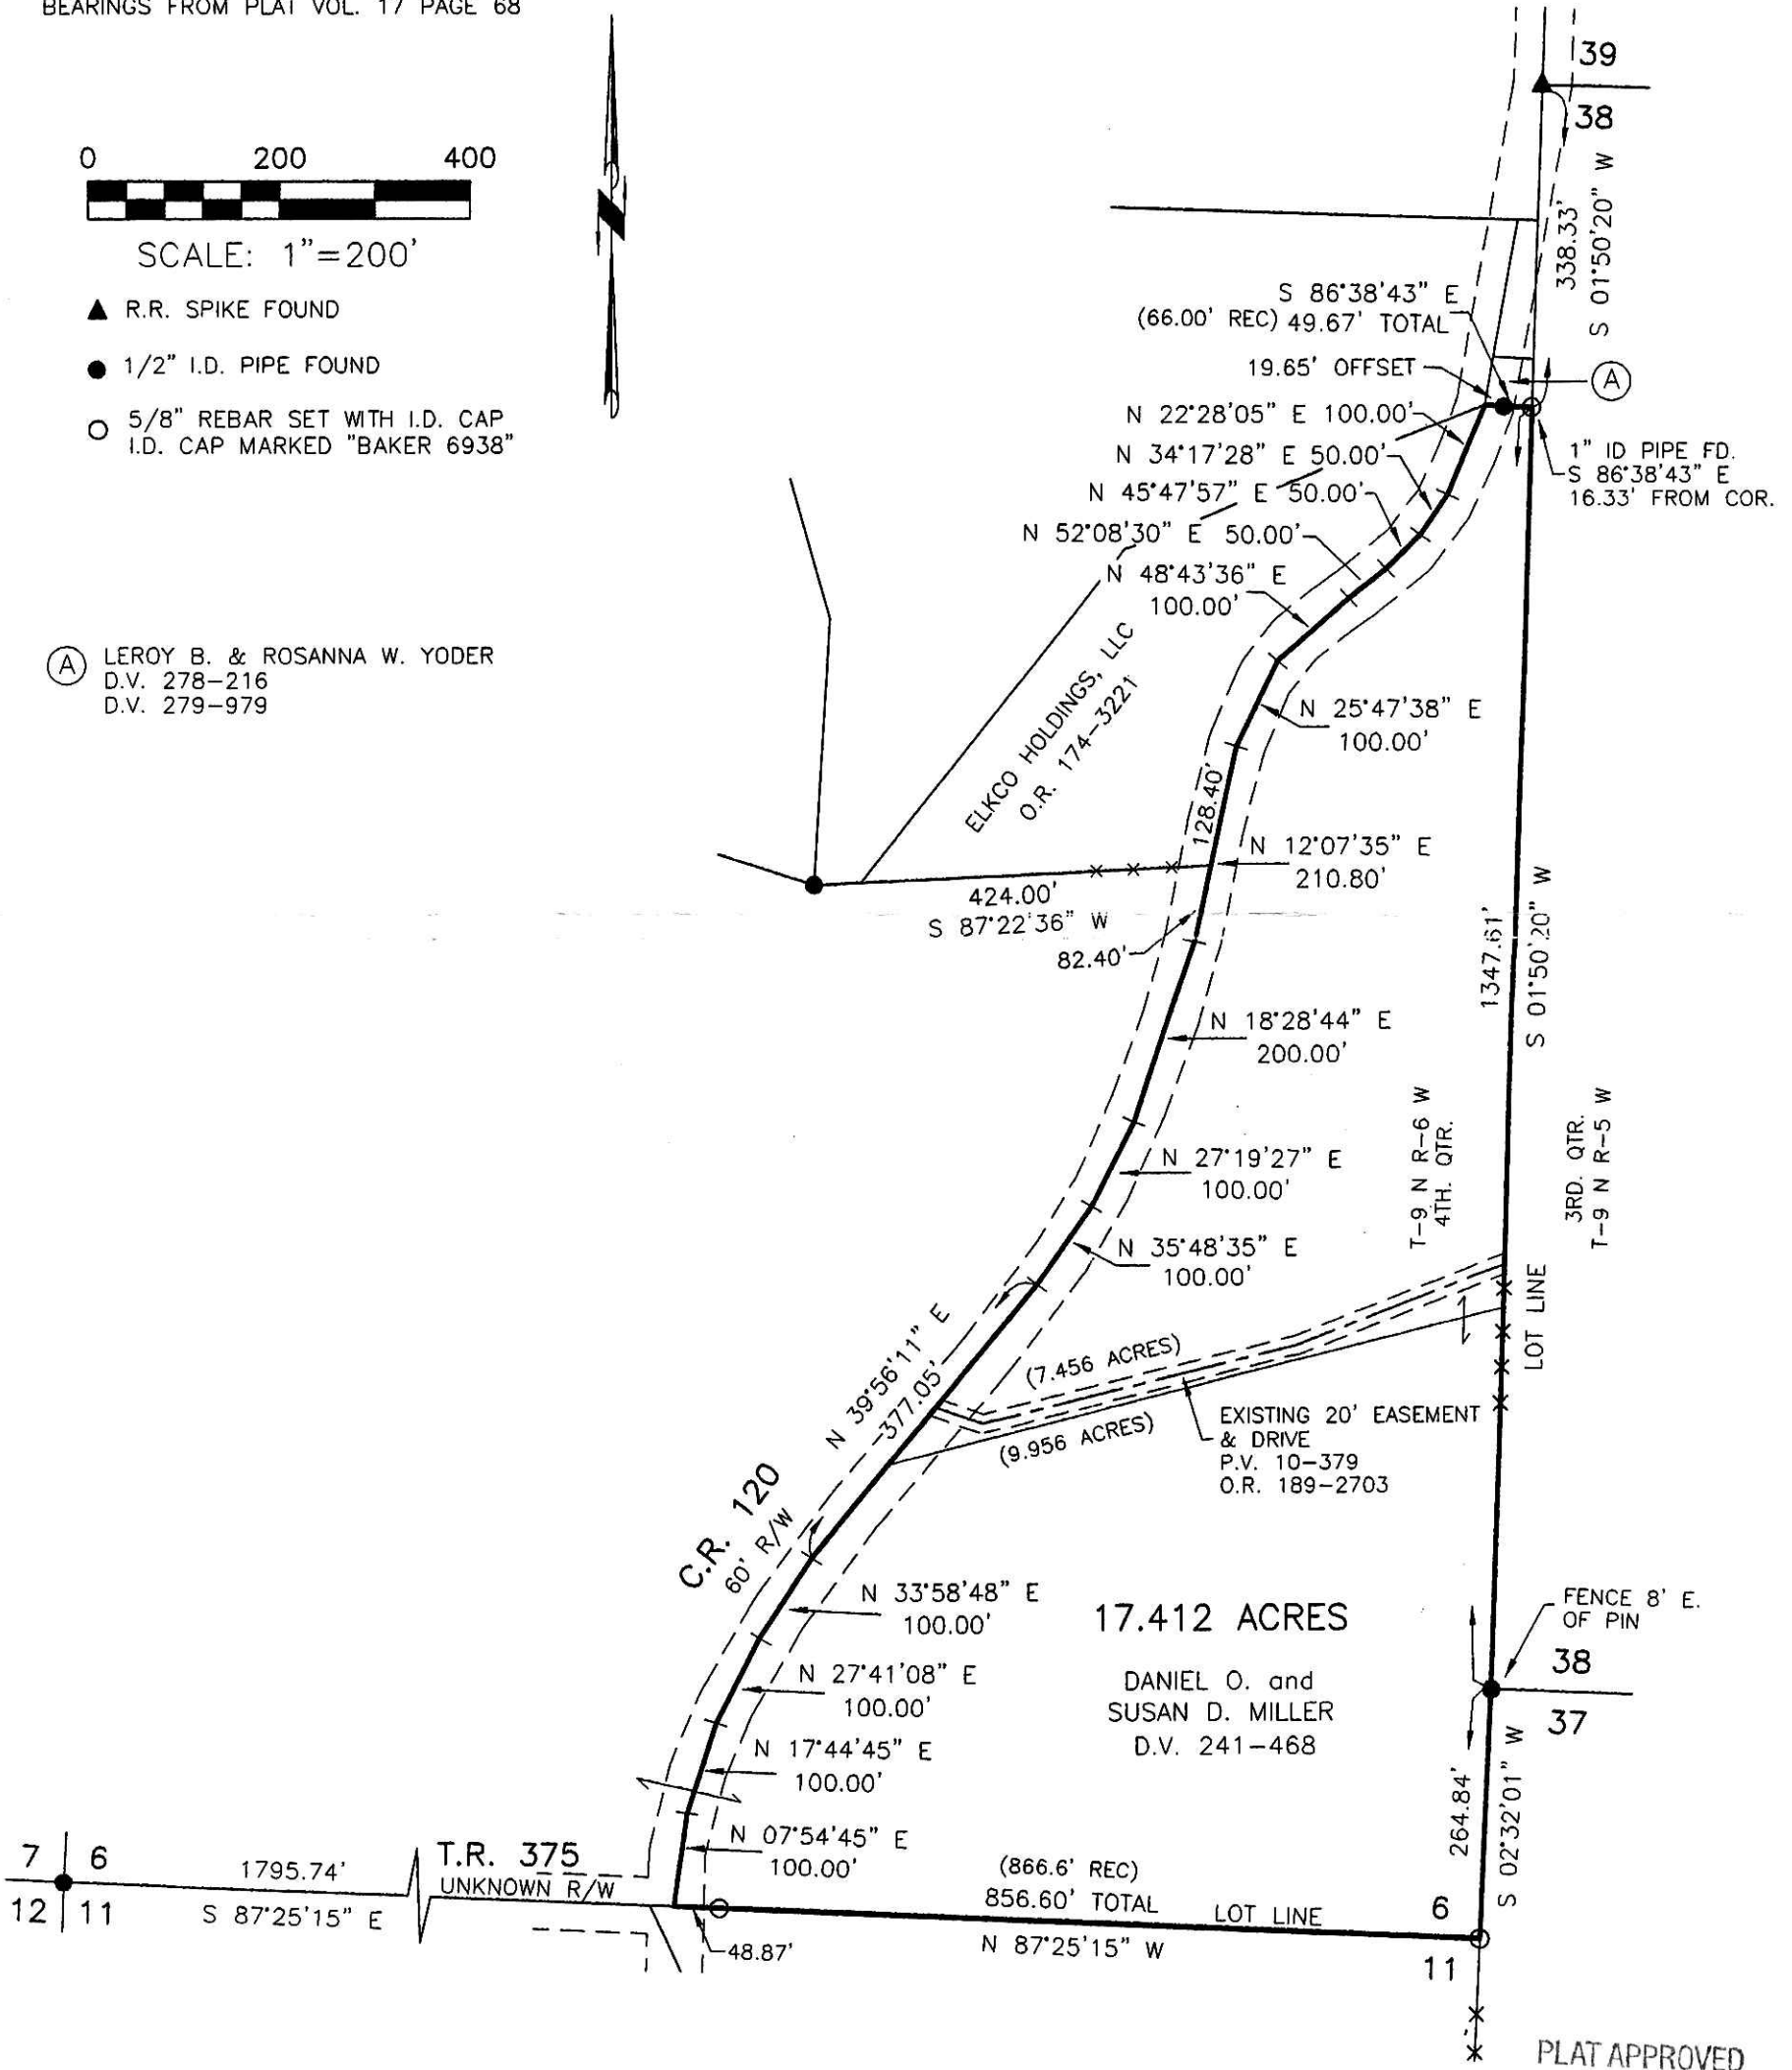 BEARINGS FROM PLAT VOL. 17 PAGE 68
0 200 400
SCALE: 1"=200'
R.R. SPIKE FOUND
1/2" I.D. PIPE FOUND
5/8" REBAR SET WITH I.D. CAP
I.D. CAP MARKED "BAKER 6938"
A
LEROY B. & ROSANNA W. YODER
D.V. 278-216
D.V. 279-979
39
38
338.33'
S 01°50'20" W
S 86°38'43" E
(66.00' REC) 49.67' TOTAL
19.65' OFFSET
A
N 22°28'05" E 100.00'
N 34°17'28" E 50.00'
N 45°47'57" E 50.00'
N 52°08'30" E 50.00'
N 48°43'36" E
100.00'
1" ID PIPE FD.
S 86°38'43" E
16.33' FROM COR.
ELKCO HOLDINGS, LLC
O.R. 174-3221
N 25°47'38" E
100.00'
128.40'
N 12°07'35" E
210.80'
424.00'
S 87°22'36" W
82.40'
1347.61'
S 01°50'20" W
N 18°28'44" E
200.00'
T-9 N R-6 W
4TH. QTR.
3RD. QTR.
T-9 N R-5 W
N 27°19'27" E
100.00'
N 35°48'35" E
100.00'
LOT LINE
N 39°56'11" E
377.05'
(7.456 ACRES)
(9.956 ACRES)
EXISTING 20' EASEMENT
& DRIVE
P.V. 10-379
O.R. 189-2703
C.R. 120
60' R/W
N 33°58'48" E
100.00'
17.412 ACRES
DANIEL O. and
SUSAN D. MILLER
D.V. 241-468
FENCE 8' E.
OF PIN
38
37
N 27°41'08" E
100.00'
N 17°44'45" E
100.00'
264.84'
S 02°32'01" W
N 07°54'45" E
100.00'
7 6
12 11
1795.74'
S 87°25'15" E
T.R. 375
UNKNOWN R/W
(866.6' REC)
856.60' TOTAL
LOT LINE
N 87°25'15" W
48.87'
6
11
PLAT APPROVED